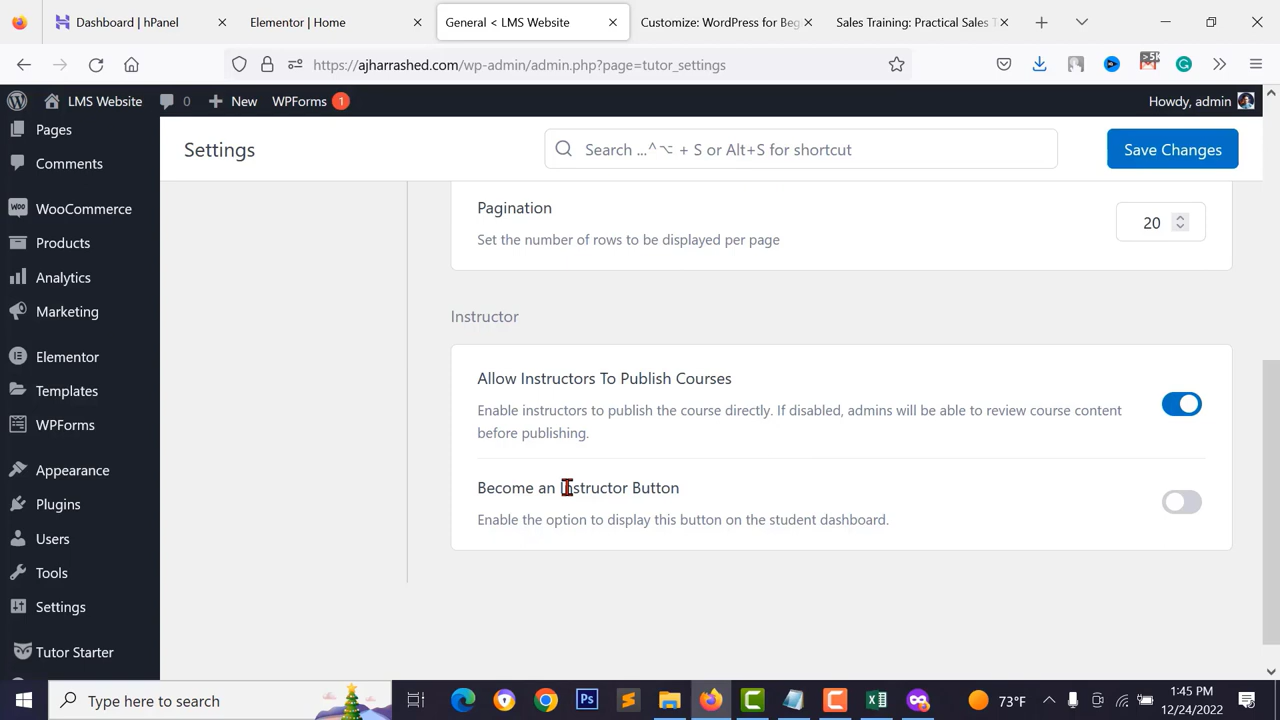 Dashboard | hPanel
Elementor | Home
General < LMS Website
Customize: WordPress for Beg
Sales Training: Practical Sales T
https://ajharrashed.com/wp-admin/admin.php?page=tutor_settings
LMS Website
0
New
WPForms 1
Howdy, admin
Pages
Comments
WooCommerce
Products
Analytics
Marketing
Elementor
Templates
WPForms
Appearance
Plugins
Users
Tools
Settings
Tutor Starter
Settings
Search ...^⌥ + S or Alt+S for shortcut
Save Changes
Pagination
Set the number of rows to be displayed per page
20
Instructor
Allow Instructors To Publish Courses
Enable instructors to publish the course directly. If disabled, admins will be able to review course content
before publishing.
Become an Instructor Button
Enable the option to display this button on the student dashboard.
Type here to search
Ps
73°F
1:45 PM
12/24/2022